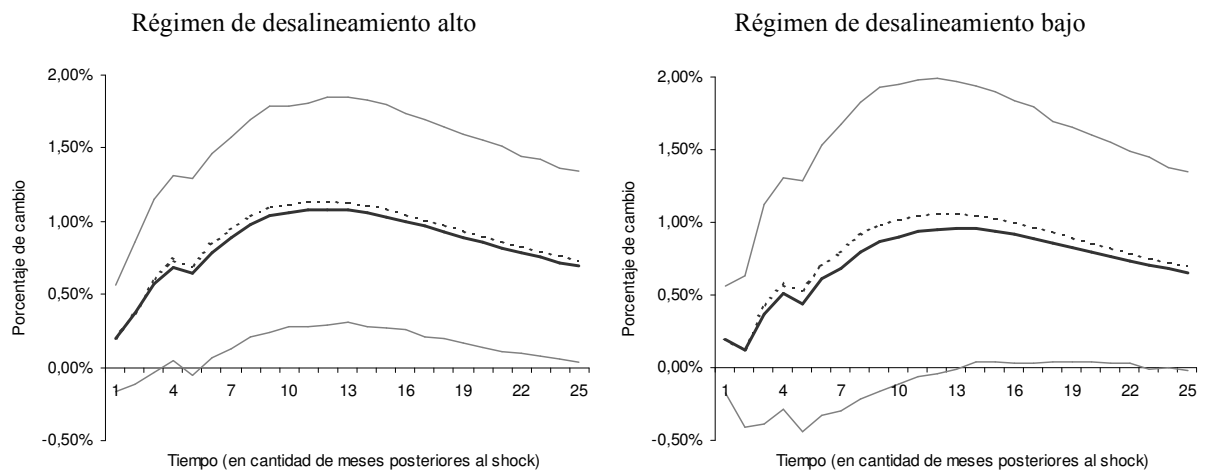 Régimen de desalineamiento alto
2,00%
1,50%
1,00%
0,50%
0,00%
-0,50%
Porcentaje de cambio
1 4 7 10 13 16 19 22 25
Tiempo (en cantidad de meses posteriores al shock)
Régimen de desalineamiento bajo
2,00%
1,50%
1,00%
0,50%
0,00%
-0,50%
Porcentaje de cambio
1 4 7 10 13 16 19 22 25
Tiempo (en cantidad de meses posteriores al shock)